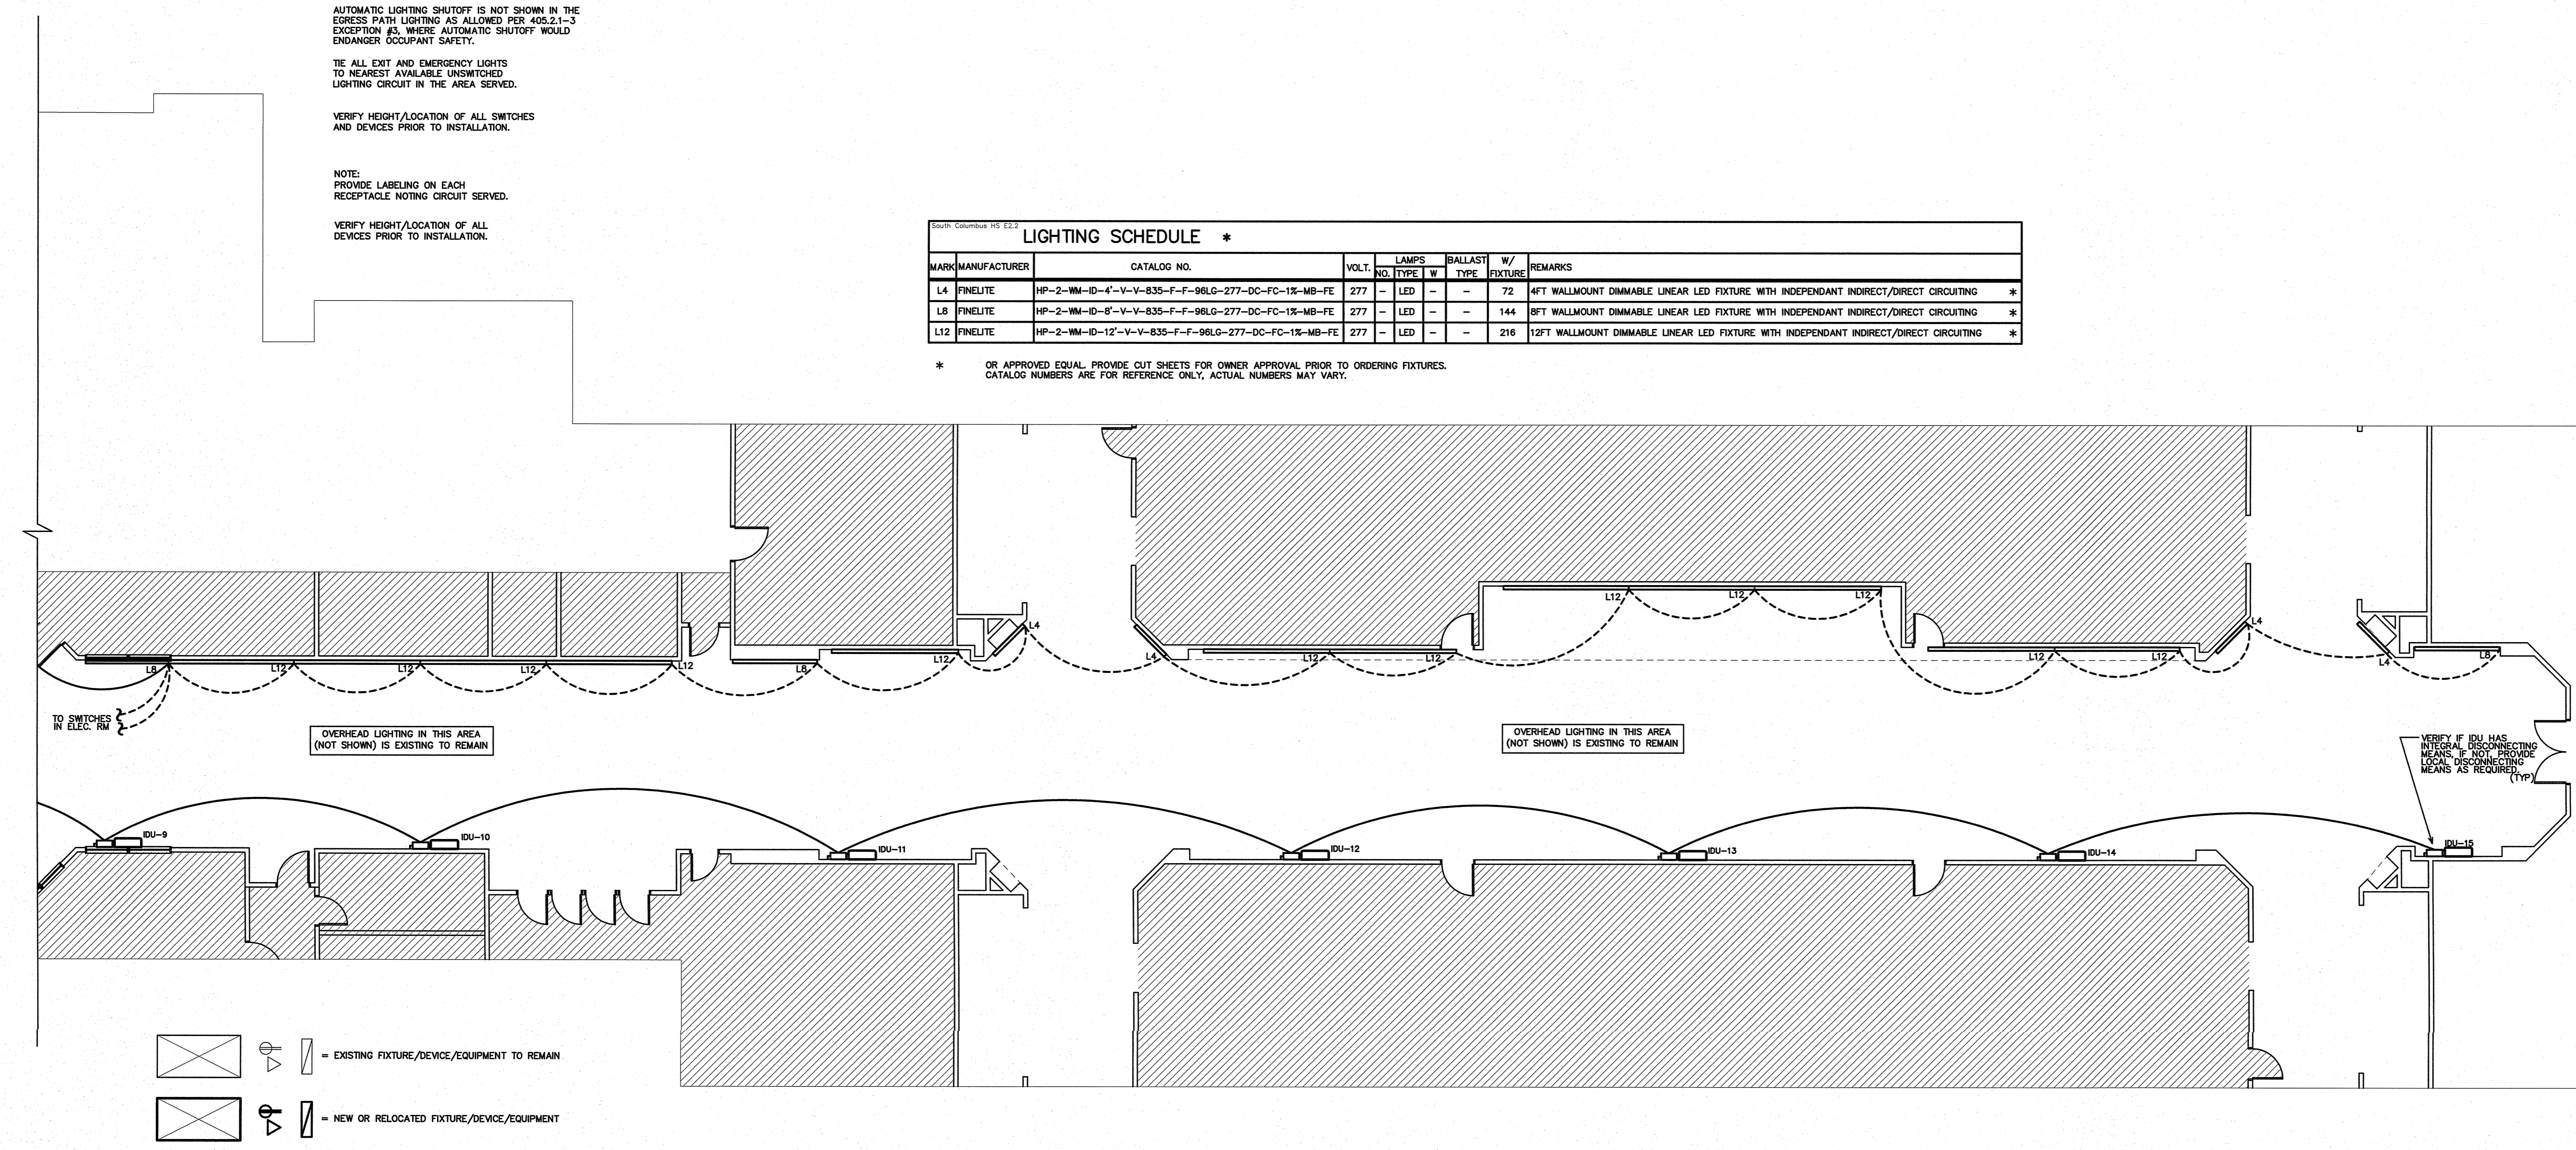 AUTOMATIC LIGHTING SHUTOFF IS NOT SHOWN IN THE
EGRESS PATH LIGHTING AS ALLOWED PER 405.2.1-3
EXCEPTION #3, WHERE AUTOMATIC SHUTOFF WOULD
ENDANGER OCCUPANT SAFETY.
TIE ALL EXIT AND EMERGENCY LIGHTS
TO NEAREST AVAILABLE UNSWITCHED
LIGHTING CIRCUIT IN THE AREA SERVED.
VERIFY HEIGHT/LOCATION OF ALL SWITCHES
AND DEVICES PRIOR TO INSTALLATION.
NOTE:
PROVIDE LABELING ON EACH
RECEPTACLE NOTING CIRCUIT SERVED.
VERIFY HEIGHT/LOCATION OF ALL
DEVICES PRIOR TO INSTALLATION.
South Columbus HS E2.2
LIGHTING SCHEDULE *
MARK MANUFACTURER CATALOG NO. VOLT. LAMPS NO. TYPE W BALLAST TYPE W/ FIXTURE REMARKS
L4 FINELITE HP-2-WM-ID-4'-V-V-835-F-F-96LG-277-DC-FC-1%-MB-FE 277 - LED - - 72 4FT WALLMOUNT DIMMABLE LINEAR LED FIXTURE WITH INDEPENDANT INDIRECT/DIRECT CIRCUITING *
L8 FINELITE HP-2-WM-ID-8'-V-V-835-F-F-96LG-277-DC-FC-1%-MB-FE 277 - LED - - 144 8FT WALLMOUNT DIMMABLE LINEAR LED FIXTURE WITH INDEPENDANT INDIRECT/DIRECT CIRCUITING *
L12 FINELITE HP-2-WM-ID-12'-V-V-835-F-F-96LG-277-DC-FC-1%-MB-FE 277 - LED - - 216 12FT WALLMOUNT DIMMABLE LINEAR LED FIXTURE WITH INDEPENDANT INDIRECT/DIRECT CIRCUITING *
* OR APPROVED EQUAL. PROVIDE CUT SHEETS FOR OWNER APPROVAL PRIOR TO ORDERING FIXTURES.
CATALOG NUMBERS ARE FOR REFERENCE ONLY, ACTUAL NUMBERS MAY VARY.
L12 L12 L12
L4 L4
L8 L12 L12 L12 L12 L8 L12 L4 L12 L12 L12 L12 L4 L8
TO SWITCHES
IN ELEC. RM
OVERHEAD LIGHTING IN THIS AREA
(NOT SHOWN) IS EXISTING TO REMAIN
OVERHEAD LIGHTING IN THIS AREA
(NOT SHOWN) IS EXISTING TO REMAIN
VERIFY IF IDU HAS
INTEGRAL DISCONNECTING
MEANS, IF NOT, PROVIDE
LOCAL DISCONNECTING
MEANS AS REQUIRED.
(TYP)
IDU-9 IDU-10 IDU-11 IDU-12 IDU-13 IDU-14 IDU-15
= EXISTING FIXTURE/DEVICE/EQUIPMENT TO REMAIN
= NEW OR RELOCATED FIXTURE/DEVICE/EQUIPMENT